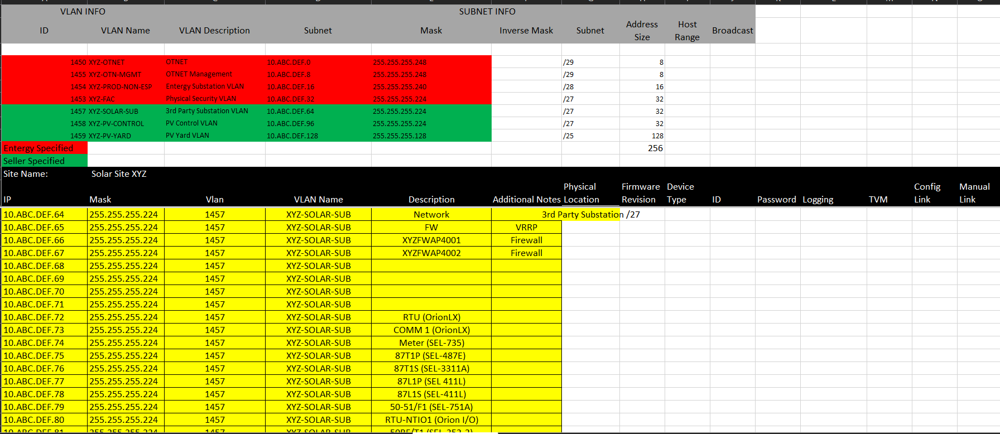 VLAN INFO SUBNET INFO
ID VLAN Name VLAN Description Subnet Mask Inverse Mask Subnet Address Size Host Range Broadcast
1450 XYZ-OTNET OTNET 10.ABC.DEF.0 255.255.255.248 /29 8
1455 XYZ-OTN-MGMT OTNET Management 10.ABC.DEF.8 255.255.255.248 /29 8
1454 XYZ-PROD-NON-ESP Entergy Substation VLAN 10.ABC.DEF.16 255.255.255.240 /28 16
1453 XYZ-FAC Physical Security VLAN 10.ABC.DEF.32 255.255.255.224 /27 32
1457 XYZ-SOLAR-SUB 3rd Party Substation VLAN 10.ABC.DEF.64 255.255.255.224 /27 32
1458 XYZ-PV-CONTROL PV Control VLAN 10.ABC.DEF.96 255.255.255.224 /27 32
1459 XYZ-PV-YARD PV Yard VLAN 10.ABC.DEF.128 255.255.255.128 /25 128
Entergy Specified 256
Seller Specified
Site Name: Solar Site XYZ
IP Mask Vlan VLAN Name Description Additional Notes Physical Location Firmware Revision Device Type ID Password Logging TVM Config Link Manual Link
10.ABC.DEF.64 255.255.255.224 1457 XYZ-SOLAR-SUB Network 3rd Party Substation /27
10.ABC.DEF.65 255.255.255.224 1457 XYZ-SOLAR-SUB FW VRRP
10.ABC.DEF.66 255.255.255.224 1457 XYZ-SOLAR-SUB XYZFWAP4001 Firewall
10.ABC.DEF.67 255.255.255.224 1457 XYZ-SOLAR-SUB XYZFWAP4002 Firewall
10.ABC.DEF.68 255.255.255.224 1457 XYZ-SOLAR-SUB
10.ABC.DEF.69 255.255.255.224 1457 XYZ-SOLAR-SUB
10.ABC.DEF.70 255.255.255.224 1457 XYZ-SOLAR-SUB
10.ABC.DEF.71 255.255.255.224 1457 XYZ-SOLAR-SUB
10.ABC.DEF.72 255.255.255.224 1457 XYZ-SOLAR-SUB RTU (OrionLX)
10.ABC.DEF.73 255.255.255.224 1457 XYZ-SOLAR-SUB COMM 1 (OrionLX)
10.ABC.DEF.74 255.255.255.224 1457 XYZ-SOLAR-SUB Meter (SEL-735)
10.ABC.DEF.75 255.255.255.224 1457 XYZ-SOLAR-SUB 87T1P (SEL-487E)
10.ABC.DEF.76 255.255.255.224 1457 XYZ-SOLAR-SUB 87T1S (SEL-3311A)
10.ABC.DEF.77 255.255.255.224 1457 XYZ-SOLAR-SUB 87L1P (SEL 411L)
10.ABC.DEF.78 255.255.255.224 1457 XYZ-SOLAR-SUB 87L1S (SEL-411L)
10.ABC.DEF.79 255.255.255.224 1457 XYZ-SOLAR-SUB 50-51/F1 (SEL-751A)
10.ABC.DEF.80 255.255.255.224 1457 XYZ-SOLAR-SUB RTU-NTIO1 (Orion I/O)
10.ABC.DEF.81 255.255.255.224 1457 XYZ-SOLAR-SUB